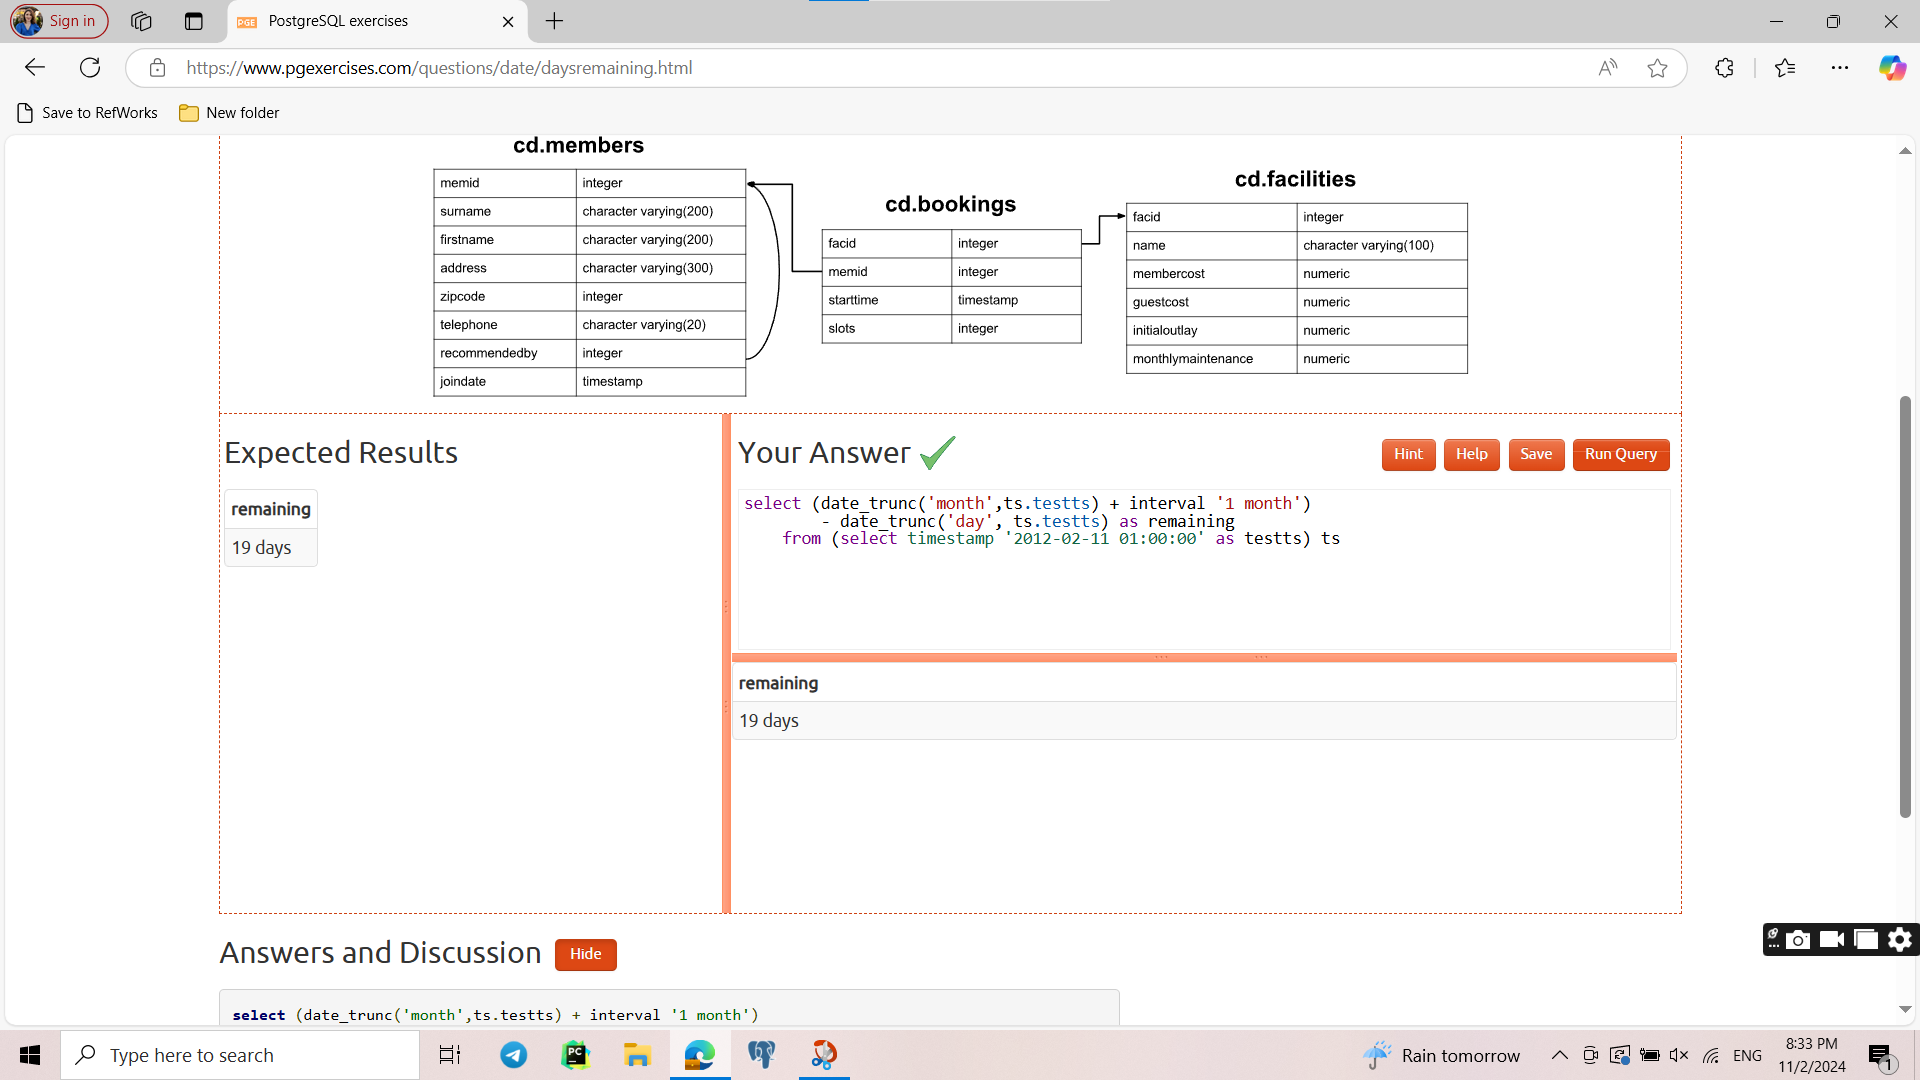 Sign in
PGE PostgreSQL exercises
https://www.pgexercises.com/questions/date/daysremaining.html
Save to RefWorks
New folder
cd.members
memid integer
surname character varying(200)
firstname character varying(200)
address character varying(300)
zipcode integer
telephone character varying(20)
recommendedby integer
joindate timestamp
cd.bookings
facid integer
memid integer
starttime timestamp
slots integer
cd.facilities
facid integer
name character varying(100)
membercost numeric
guestcost numeric
initialoutlay numeric
monthlymaintenance numeric
Expected Results
remaining
19 days
Your Answer
Hint Help Save Run Query
select (date_trunc('month',ts.testts) + interval '1 month')
- date_trunc('day', ts.testts) as remaining
from (select timestamp '2012-02-11 01:00:00' as testts) ts
remaining
19 days
Answers and Discussion Hide
select (date_trunc('month',ts.testts) + interval '1 month')
Type here to search
PC
Rain tomorrow
ENG
8:33 PM
11/2/2024
1